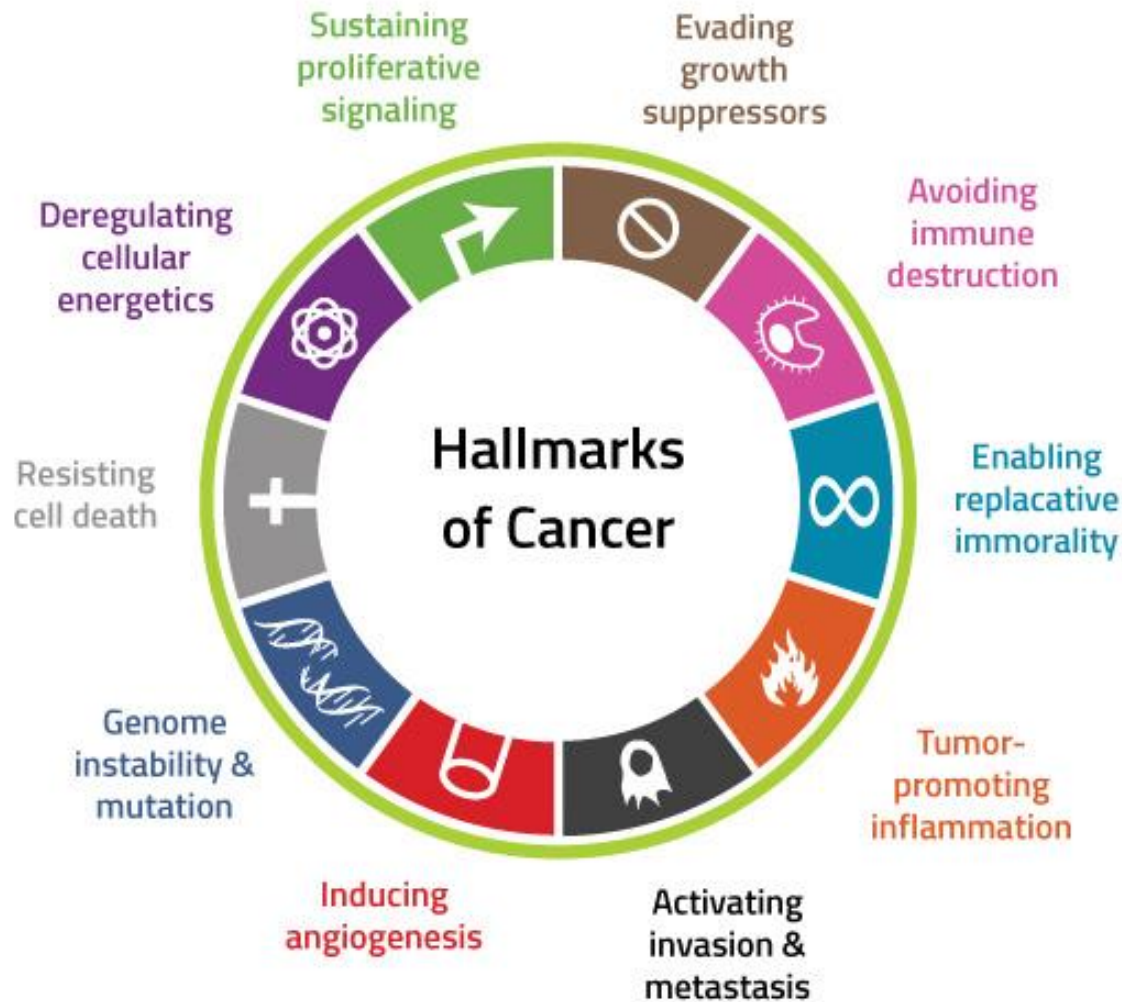 Sustaining
proliferative
signaling
Evading
growth
suppressors
Avoiding
immune
destruction
Enabling
replacative
immorality
Tumor-
promoting
inflammation
Activating
invasion &
metastasis
Inducing
angiogenesis
Genome
instability &
mutation
Resisting
cell death
Deregulating
cellular
energetics
Hallmarks
of Cancer